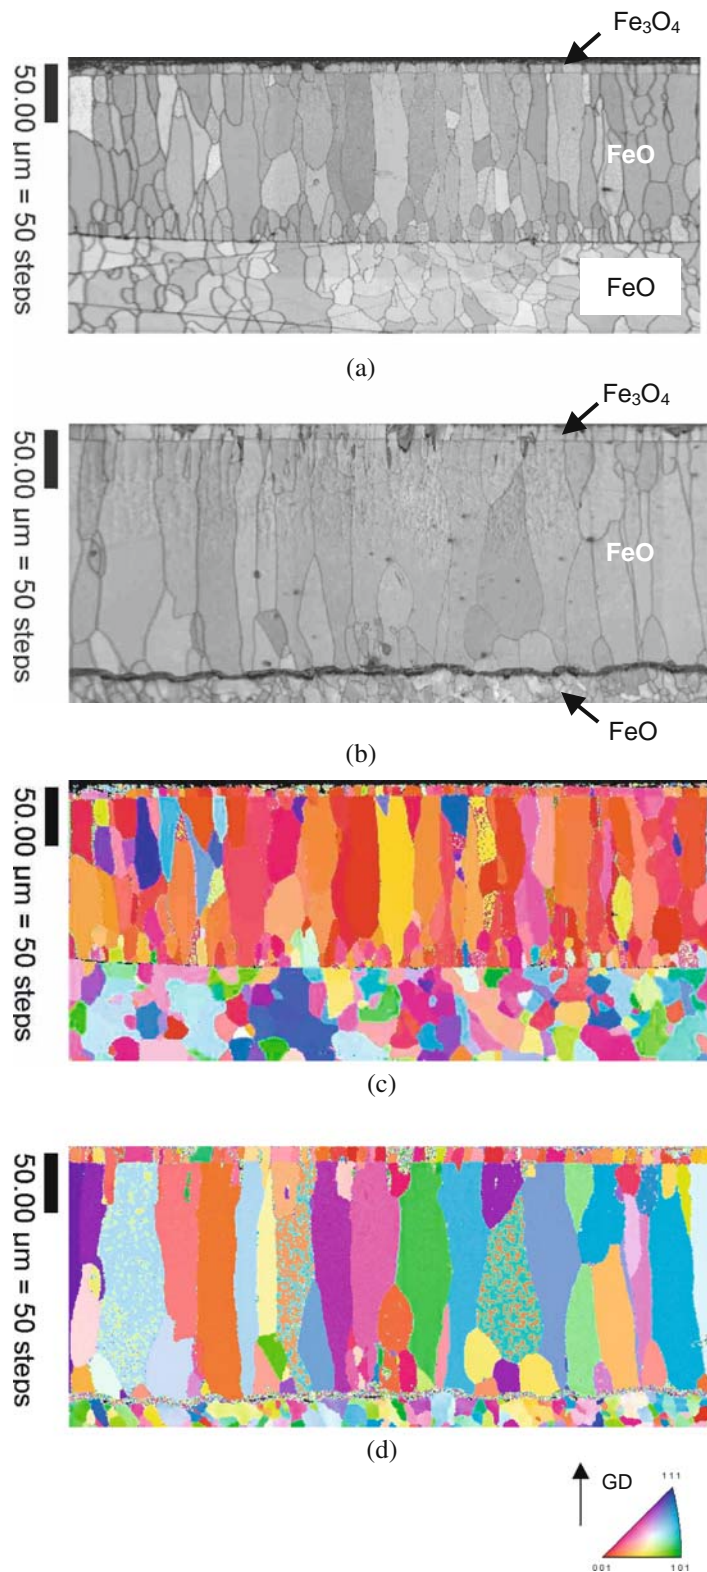 Fe₃O₄
50.00 µm = 50 steps
FeO
FeO
(a)
Fe₃O₄
50.00 µm = 50 steps
FeO
FeO
(b)
50.00 µm = 50 steps
(c)
50.00 µm = 50 steps
(d)
GD
111
001
101